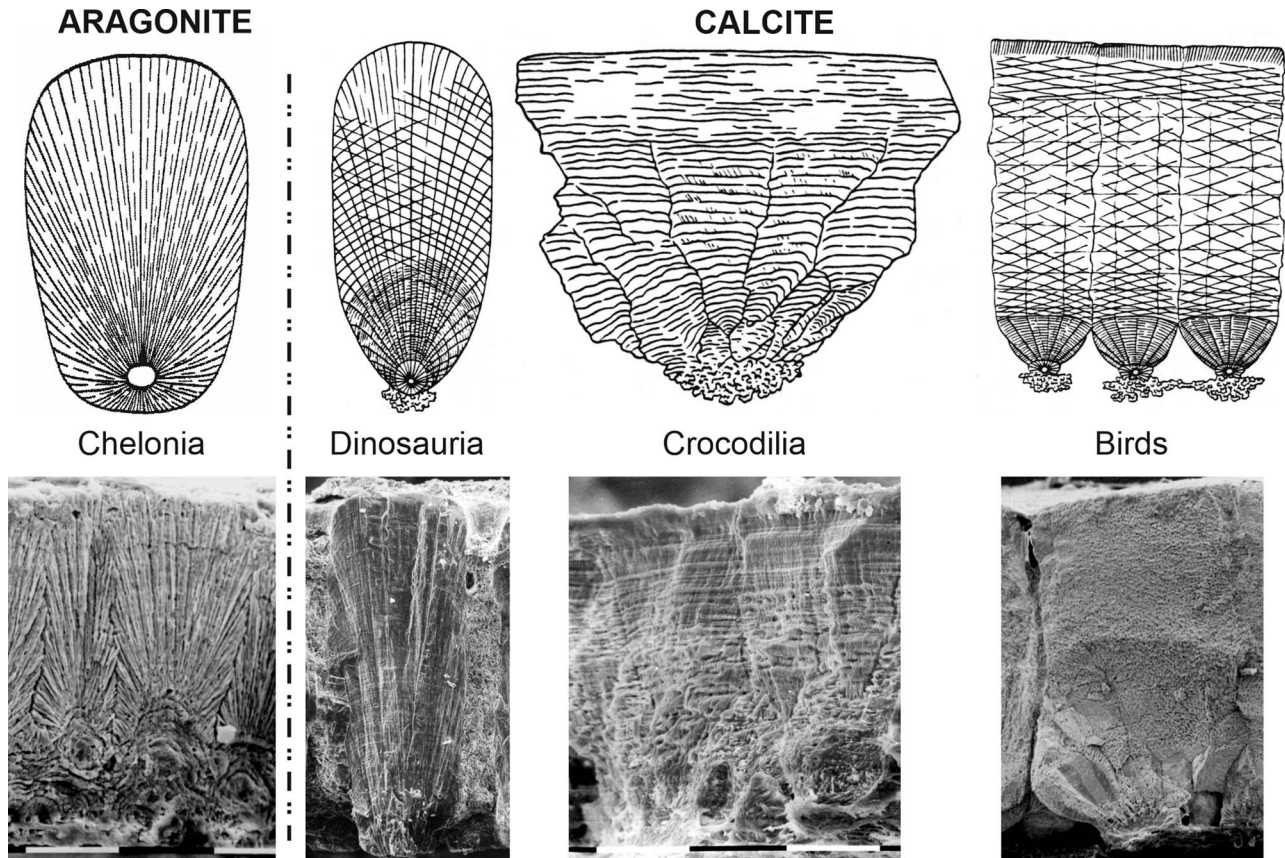 ARAGONITE
CALCITE
Chelonia
Dinosauria
Crocodilia
Birds